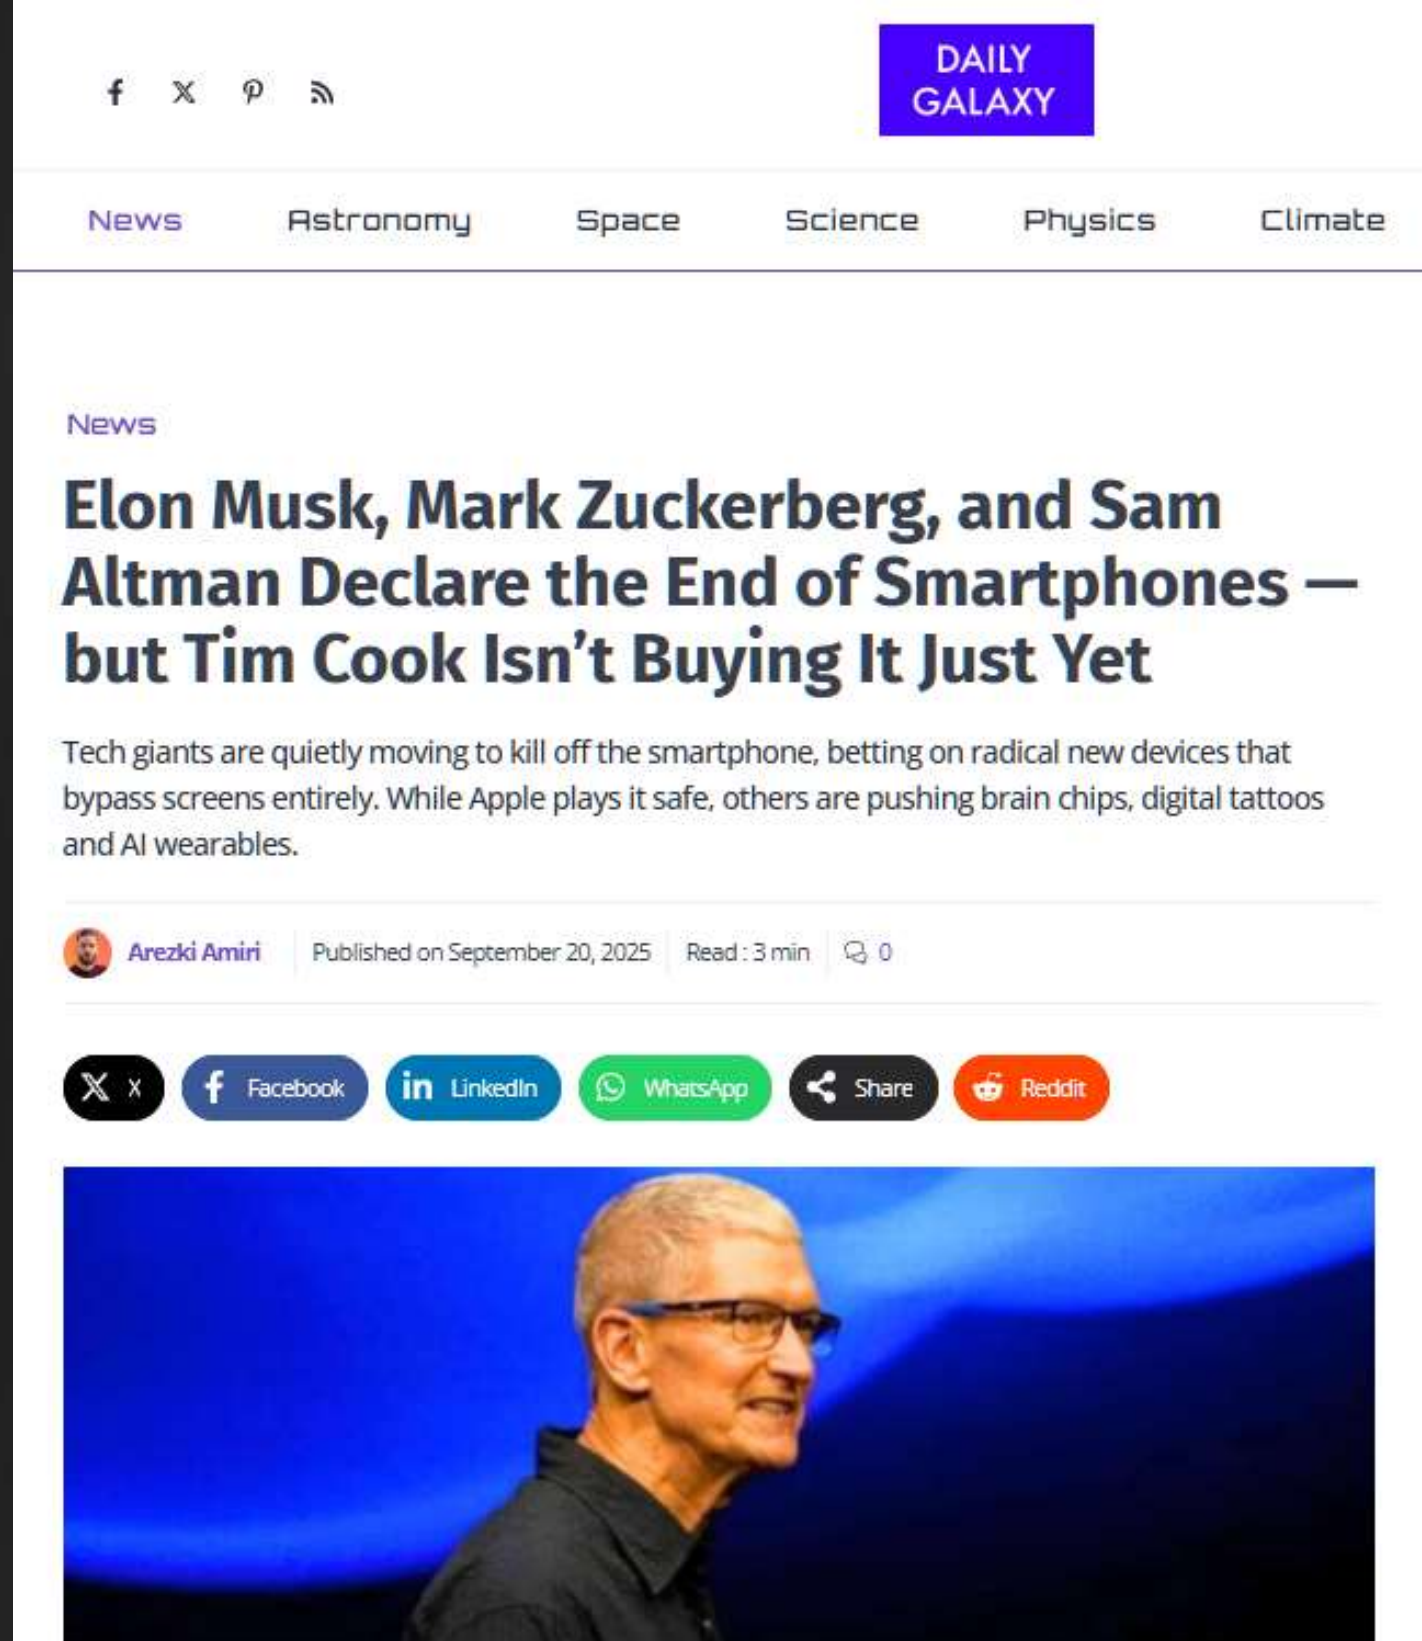 DAILY
GALAXY
News Astronomy Space Science Physics Climate
News
Elon Musk, Mark Zuckerberg, and Sam
Altman Declare the End of Smartphones —
but Tim Cook Isn’t Buying It Just Yet
Tech giants are quietly moving to kill off the smartphone, betting on radical new devices that
bypass screens entirely. While Apple plays it safe, others are pushing brain chips, digital tattoos
and AI wearables.
Arezki Amiri Published on September 20, 2025 Read : 3 min 0
X Facebook LinkedIn WhatsApp Share Reddit